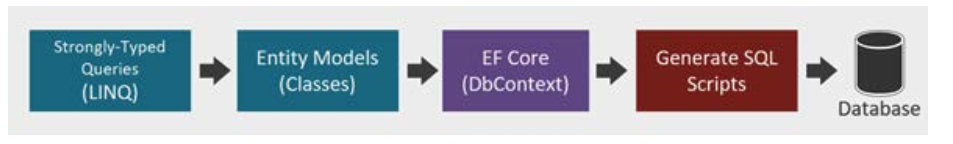 Strongly-Typed
Queries
(LINQ)
Entity Models
(Classes)
EF Core
(DbContext)
Generate SQL
Scripts
Database